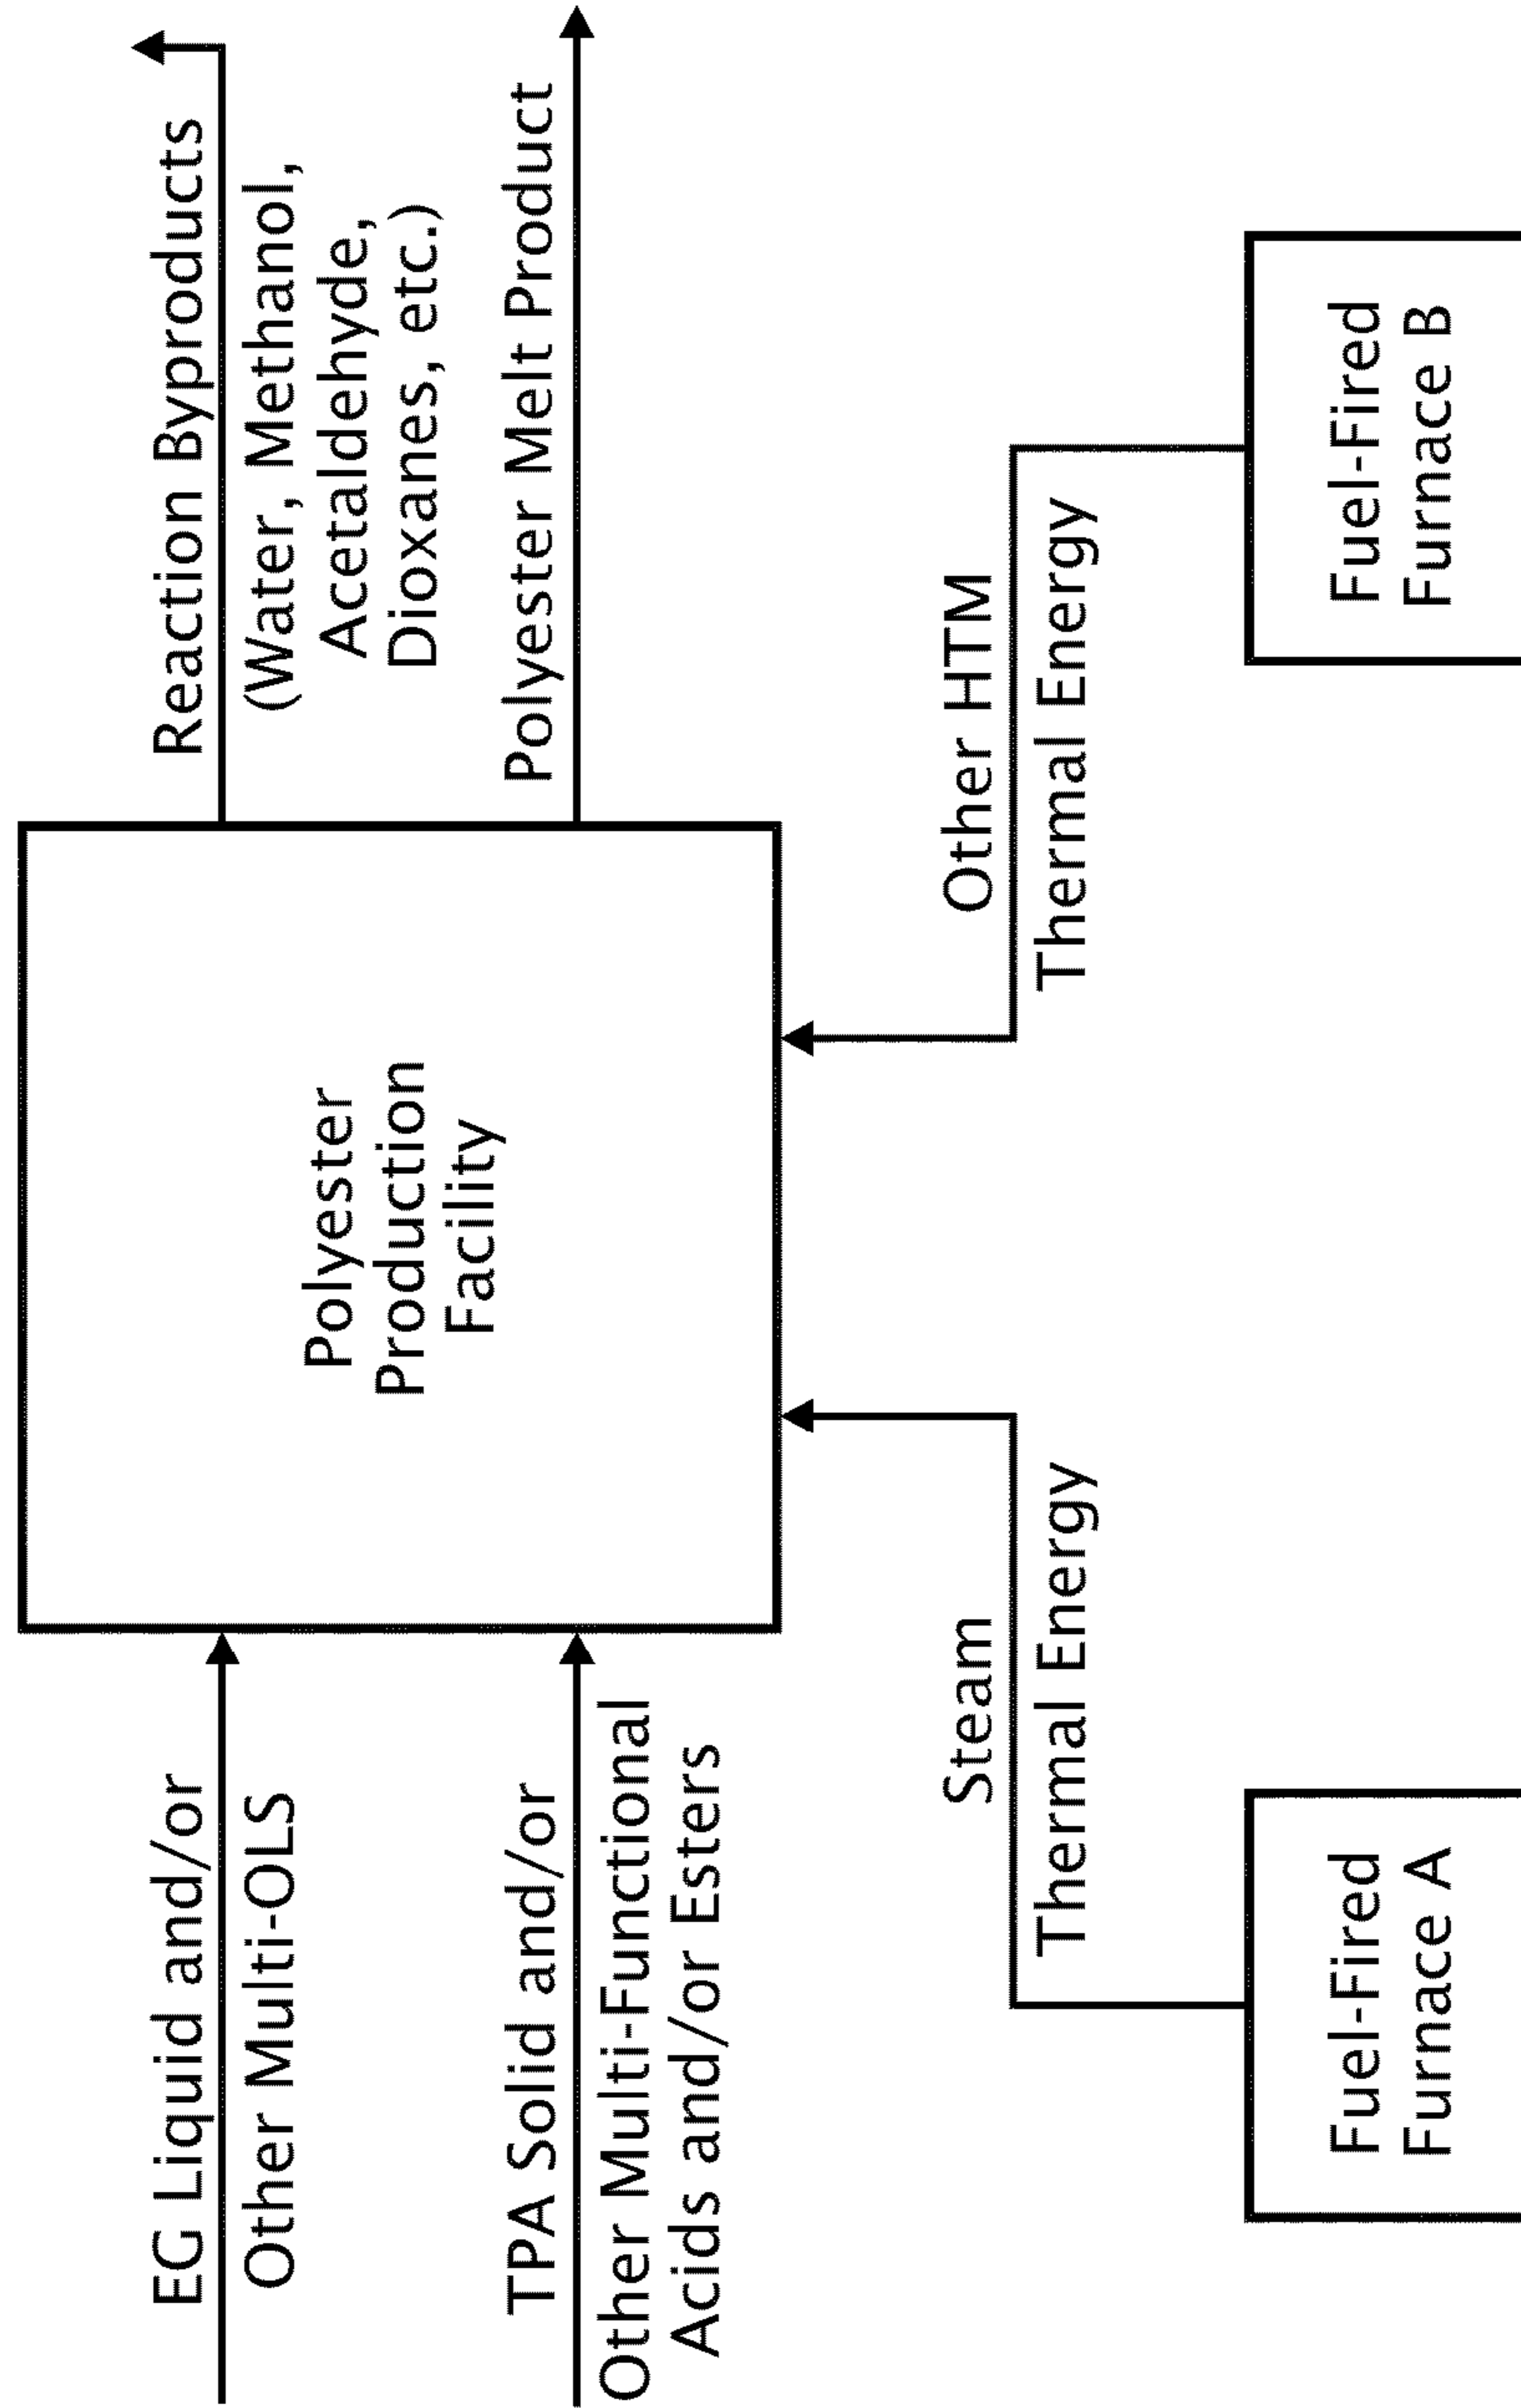 EG Liquid and/or
Other Multi-OLS
TPA Solid and/or
Other Multi-Functional
Acids and/or Esters
Polyester
Production
Facility
Reaction Byproducts
(Water, Methanol,
Acetaldehyde,
Dioxanes, etc.)
Polyester Melt Product
Steam
Thermal Energy
Other HTM
Thermal Energy
Fuel-Fired
Furnace A
Fuel-Fired
Furnace B